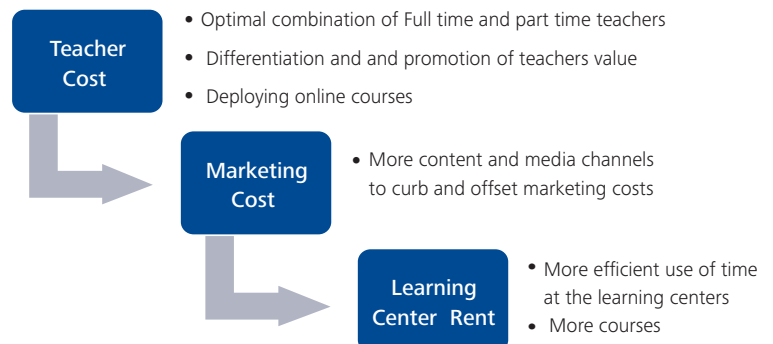 Teacher
Cost
• Optimal combination of Full time and part time teachers
• Differentiation and and promotion of teachers value
• Deploying online courses
Marketing
Cost
• More content and media channels
to curb and offset marketing costs
Learning
Center Rent
• More efficient use of time
at the learning centers
• More courses